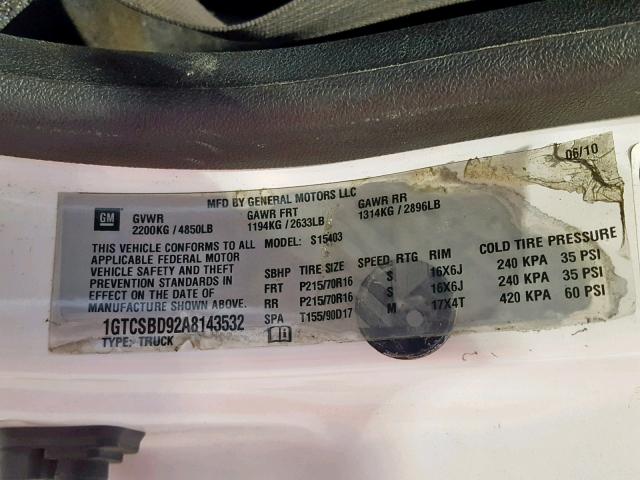 06/10
MFD BY GENERAL MOTORS LLC
GM
GVWR GAWR FRT GAWR RR
2200KG / 4850LB 1194KG / 2633LB 1314KG / 2896LB
THIS VEHICLE CONFORMS TO ALL MODEL: S15403
APPLICABLE FEDERAL MOTOR
VEHICLE SAFETY AND THEFT
PREVENTION STANDARDS IN
EFFECT ON THE DATE OF
MANUFACTURE SHOWN ABOVE.
SBHP TIRE SIZE SPEED RTG RIM COLD TIRE PRESSURE
FRT P215/70R16 S 16X6J 240 KPA 35 PSI
RR P215/70R16 S 16X6J 240 KPA 35 PSI
SPA T155/90D17 M 17X4T 420 KPA 60 PSI
1GTCSBD92A8143532
TYPE: TRUCK